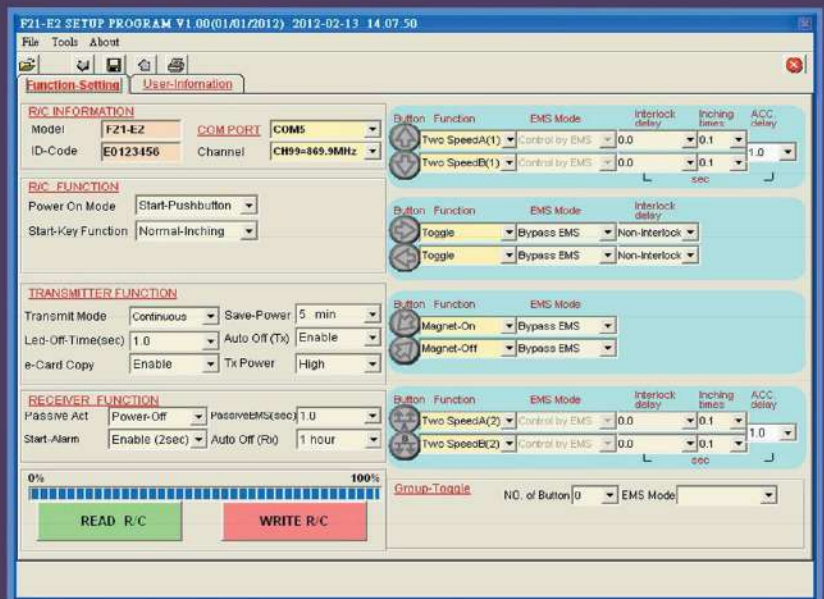 F21-E2 SETUP PROGRAM V1.00(01/01/2012) 2012-02-13 14.07.50
File Tools About
Function-Setting User-Information
R/C INFORMATION
Model F21-E2 COM PORT COM5
ID-Code E0123456 Channel CH99=869.9MHz
R/C FUNCTION
Power On Mode Start-Pushbutton
Start-Key Function Normal-Inching
TRANSMITTER FUNCTION
Transmit Mode Continuous Save-Power 5 min
Led-Off-Time(sec) 1.0 Auto Off (Tx) Enable
e-Card Copy Enable Tx Power High
RECEIVER FUNCTION
Passive Act Power-Off PassiveEMS(sec) 1.0
Start-Alarm Enable (2sec) Auto Off (Rx) 1 hour
0% 100%
READ R/C WRITE R/C
Button Function EMS Mode Interlock delay Inching times ACC. delay
Two SpeedA(1) Control by EMS 0.0 0.1
1.0
Two SpeedB(1) Control by EMS 0.0 0.1
sec
Button Function EMS Mode Interlock delay
Toggle Bypass EMS Non-Interlock
Toggle Bypass EMS Non-Interlock
Button Function EMS Mode
Magnet-On Bypass EMS
Magnet-Off Bypass EMS
Button Function EMS Mode Interlock delay Inching times ACC. delay
Two SpeedA(2) Control by EMS 0.0 0.1
1.0
Two SpeedB(2) Control by EMS 0.0 0.1
sec
Group-Toggle NO. of Button 0 EMS Mode